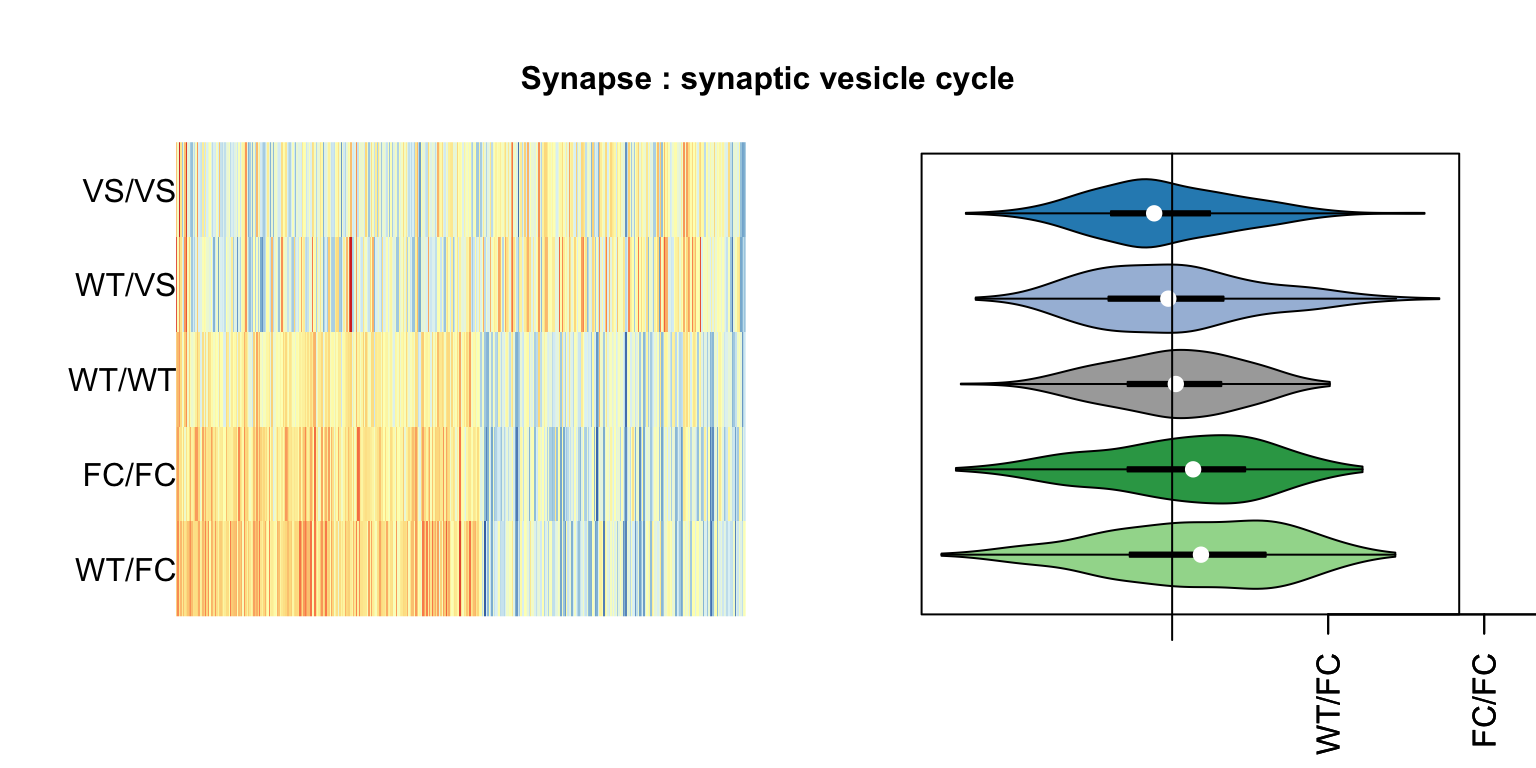 Synapse : synaptic vesicle cycle
VS/VS
WT/VS
WT/WT
FC/FC
WT/FC
WT/FC
FC/FC